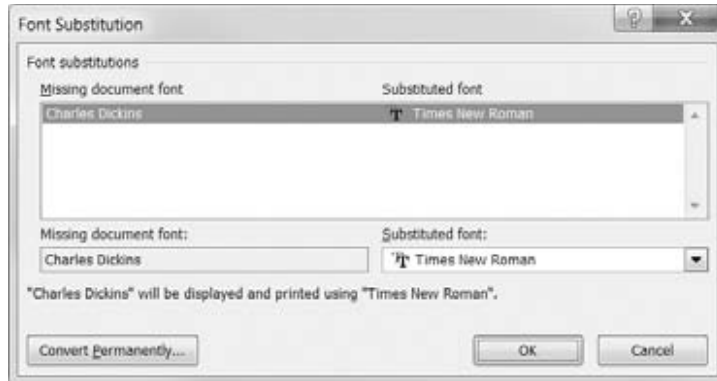 Font Substitution
Font substitutions
Missing document font Substituted font
Charles Dickins Times New Roman
Missing document font: Substituted font:
Charles Dickins Times New Roman
"Charles Dickins" will be displayed and printed using "Times New Roman".
Convert Permanently... OK Cancel